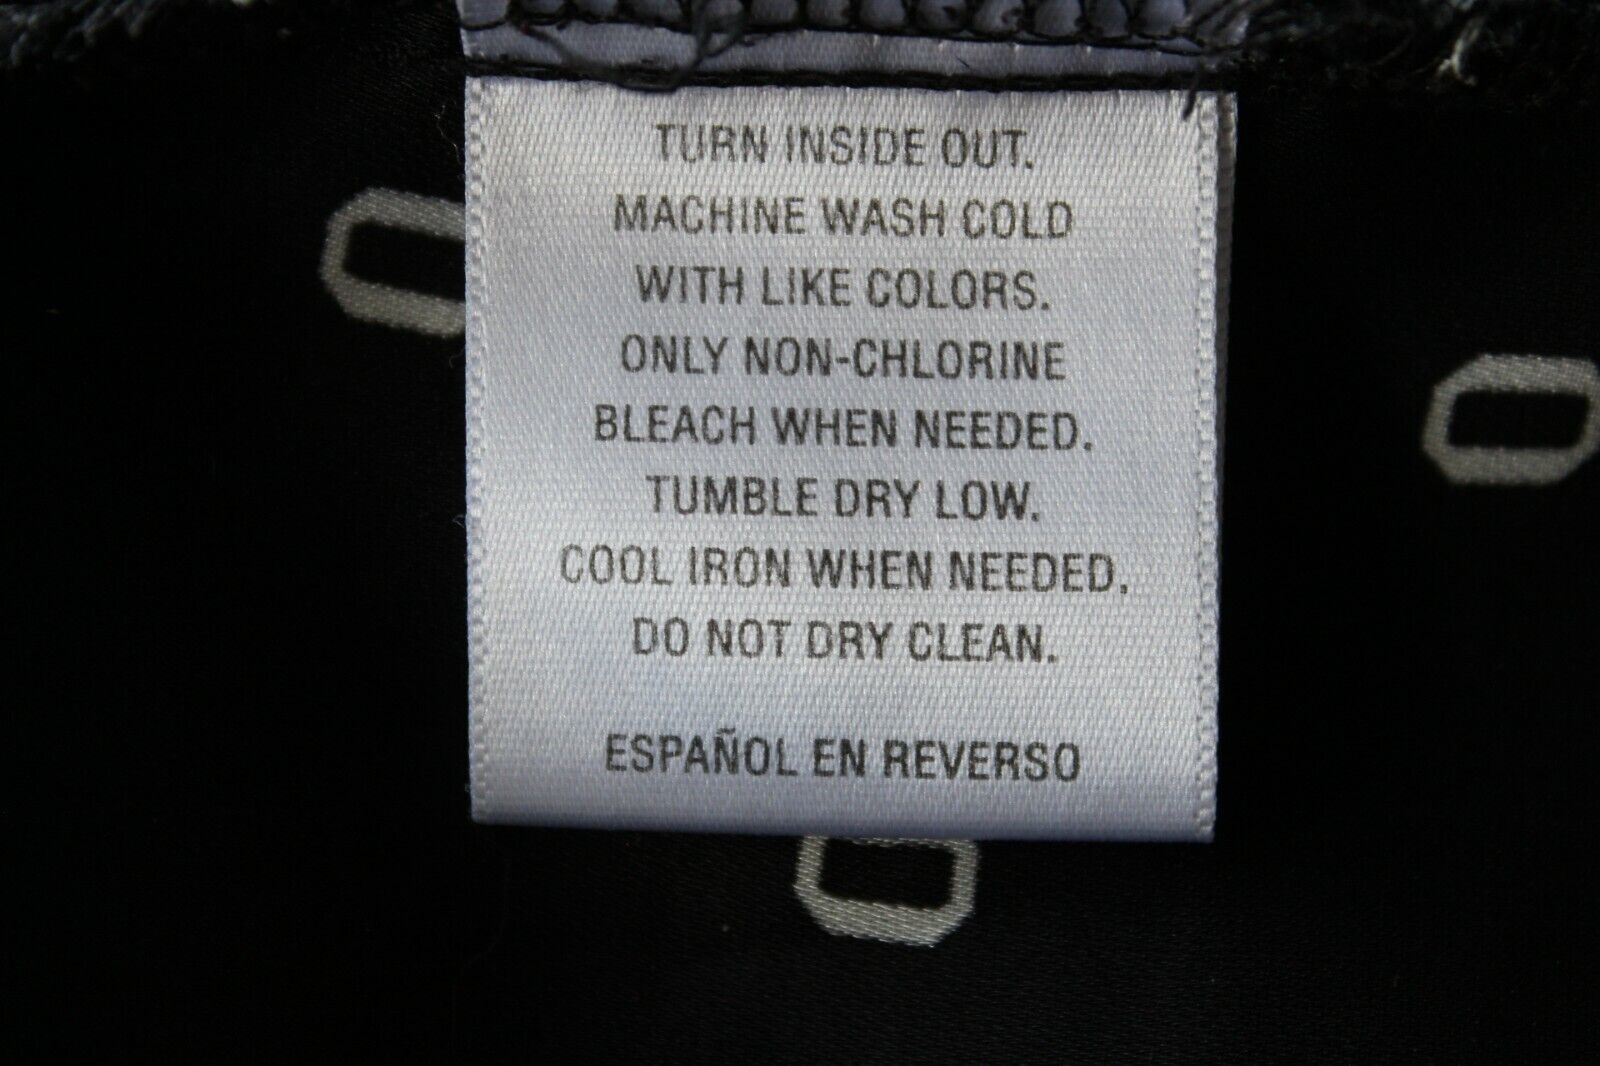 TURN INSIDE OUT.
MACHINE WASH COLD
WITH LIKE COLORS.
ONLY NON-CHLORINE
BLEACH WHEN NEEDED.
TUMBLE DRY LOW.
COOL IRON WHEN NEEDED.
DO NOT DRY CLEAN.
ESPAÑOL EN REVERSO